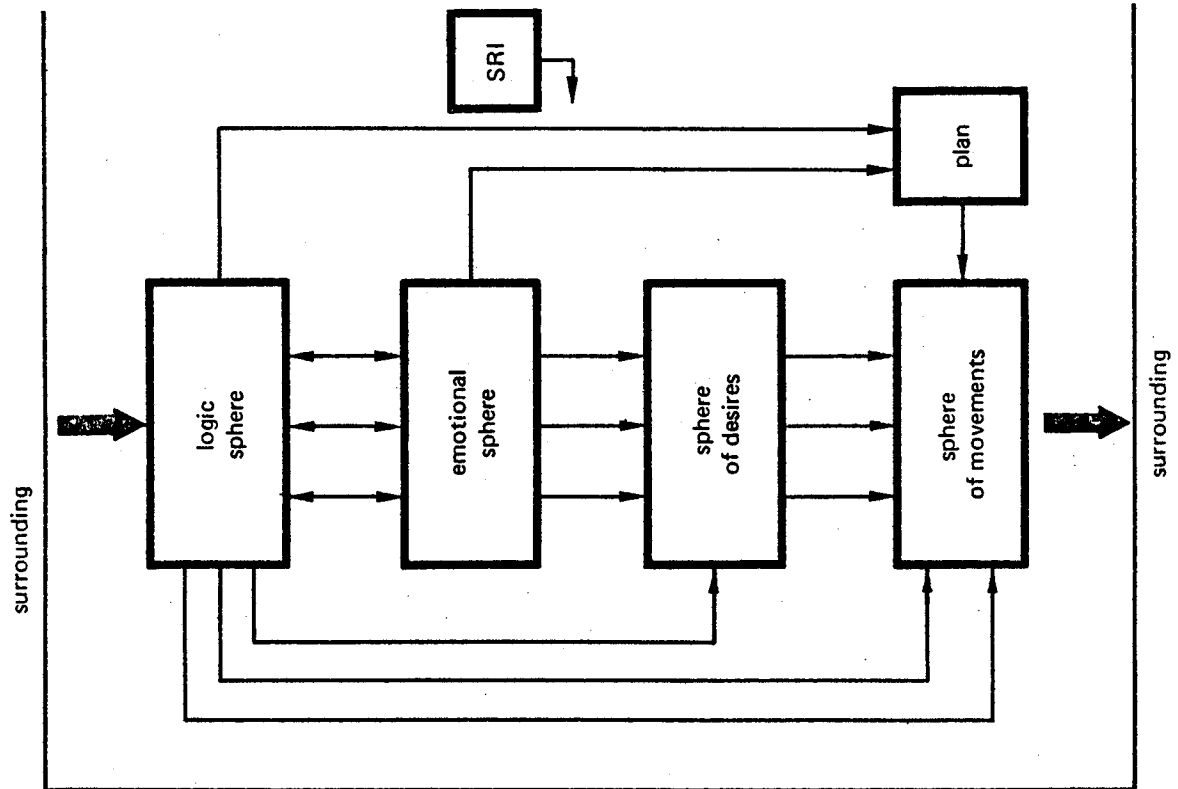 surrounding
SRI
plan
logic
sphere
emotional
sphere
sphere
of desires
sphere
of movements
surrounding